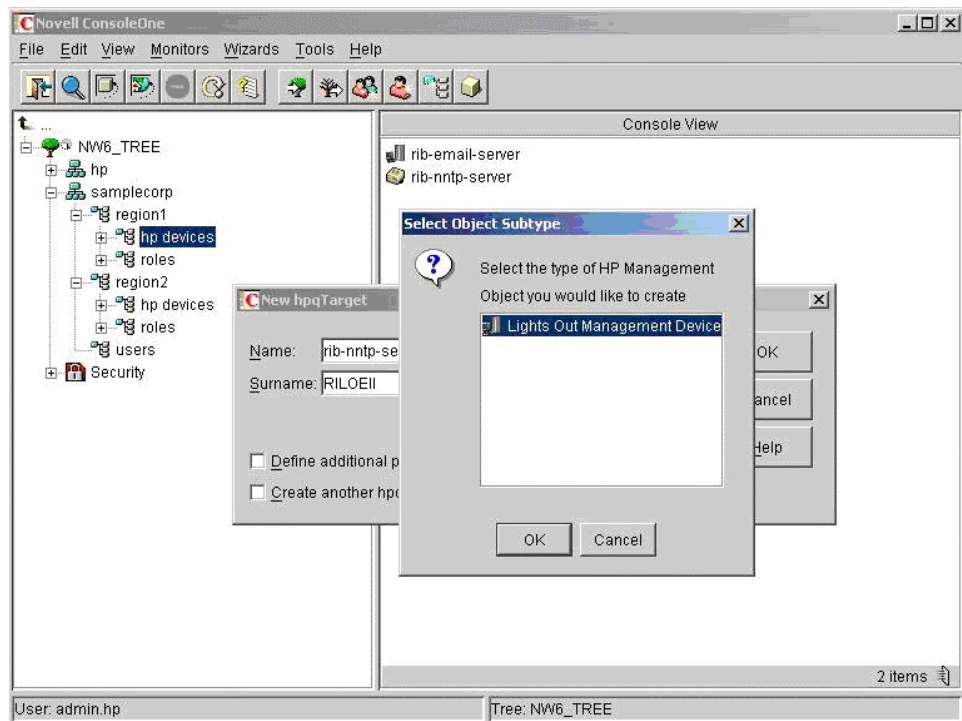 Novell ConsoleOne
File Edit View Monitors Wizards Tools Help
...
NW6_TREE
hp
samplecorp
region1
hp devices
roles
region2
hp devices
roles
users
Security
Console View
rib-email-server
rib-nntp-server
New hpqTarget
Name: rib-nntp-se
Surname: RILOEII
Define additional p
Create another hpq
OK
ancel
Help
Select Object Subtype
Select the type of HP Management
Object you would like to create
Lights Out Management Device
OK Cancel
2 items
User: admin.hp
Tree: NW6_TREE